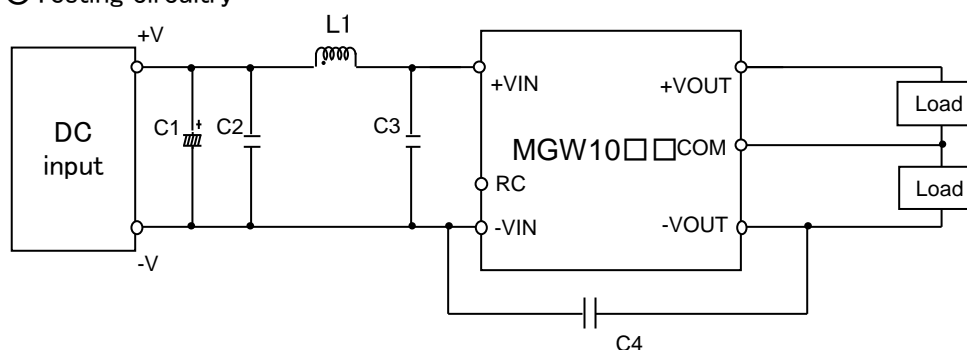 Testing circuitry
+V
L1
DC
input
C1
+
C2
C3
+VIN
RC
-VIN
MGW10□□
+VOUT
COM
-VOUT
Load
Load
-V
C4